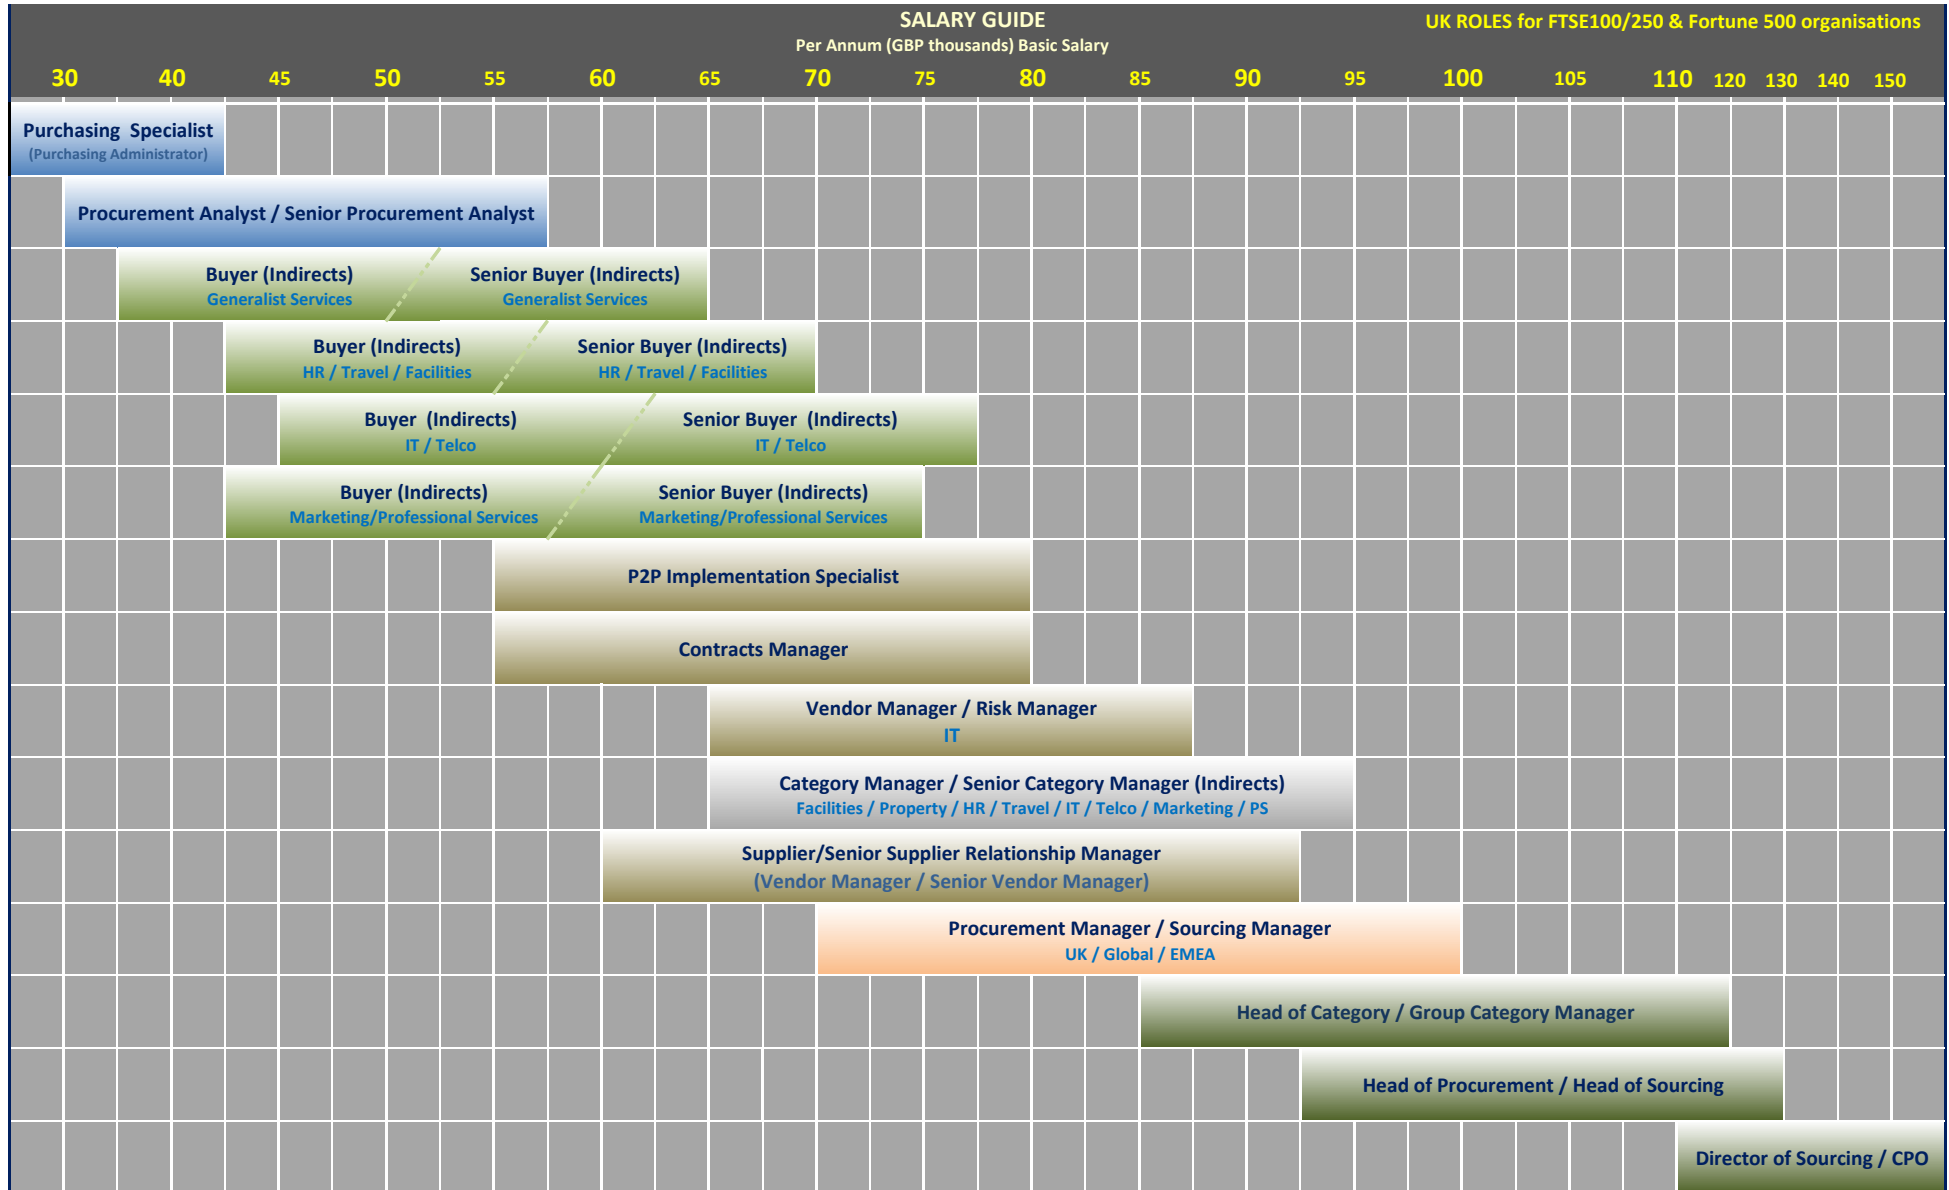 SALARY GUIDE
UK ROLES for FTSE100/250 & Fortune 500 organisations
Per Annum (GBP thousands) Basic Salary
30 40 45 50 55 60 65 70 75 80 85 90 95 100 105 110 120 130 140 150
Purchasing Specialist
(Purchasing Administrator)
Procurement Analyst / Senior Procurement Analyst
Buyer (Indirects) Senior Buyer (Indirects)
Generalist Services Generalist Services
Buyer (Indirects) Senior Buyer (Indirects)
HR / Travel / Facilities HR / Travel / Facilities
Buyer (Indirects) Senior Buyer (Indirects)
IT / Telco IT / Telco
Buyer (Indirects) Senior Buyer (Indirects)
Marketing/Professional Services Marketing/Professional Services
P2P Implementation Specialist
Contracts Manager
Vendor Manager / Risk Manager
IT
Category Manager / Senior Category Manager (Indirects)
Facilities / Property / HR / Travel / IT / Telco / Marketing / PS
Supplier/Senior Supplier Relationship Manager
(Vendor Manager / Senior Vendor Manager)
Procurement Manager / Sourcing Manager
UK / Global / EMEA
Head of Category / Group Category Manager
Head of Procurement / Head of Sourcing
Director of Sourcing / CPO